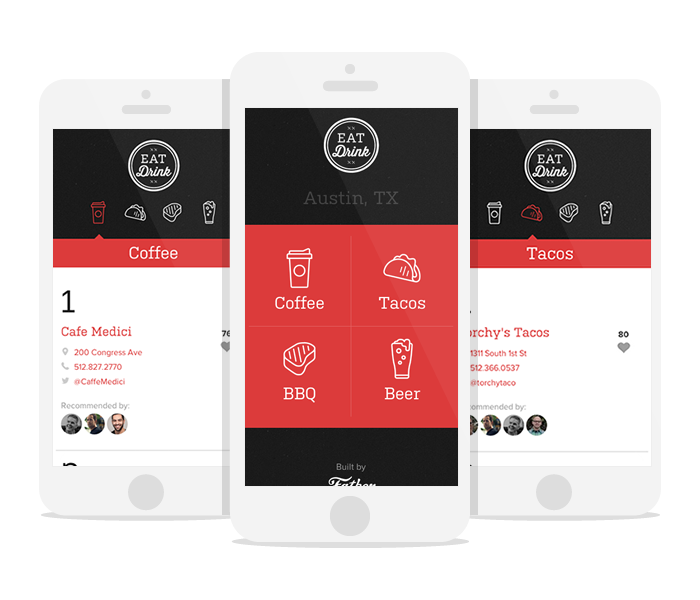 EAT
Drink
Coffee
1
Cafe Medici
76
200 Congress Ave
512.827.2770
@CaffeMedici
Recommended by:
EAT
Drink
Austin, TX
Coffee
Tacos
BBQ
Beer
Built by
Father
EAT
Drink
Tacos
orchy's Tacos
80
1311 South 1st St
512.366.0537
@torchytaco
mmended by: